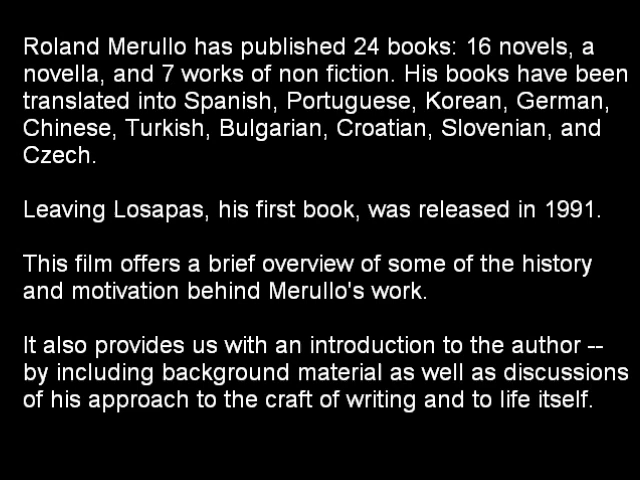 Roland Merullo has published 24 books: 16 novels, a
novella, and 7 works of non fiction. His books have been
translated into Spanish, Portuguese, Korean, German,
Chinese, Turkish, Bulgarian, Croatian, Slovenian, and
Czech.
Leaving Losapas, his first book, was released in 1991.
This film offers a brief overview of some of the history
and motivation behind Merullo's work.
It also provides us with an introduction to the author --
by including background material as well as discussions
of his approach to the craft of writing and to life itself.